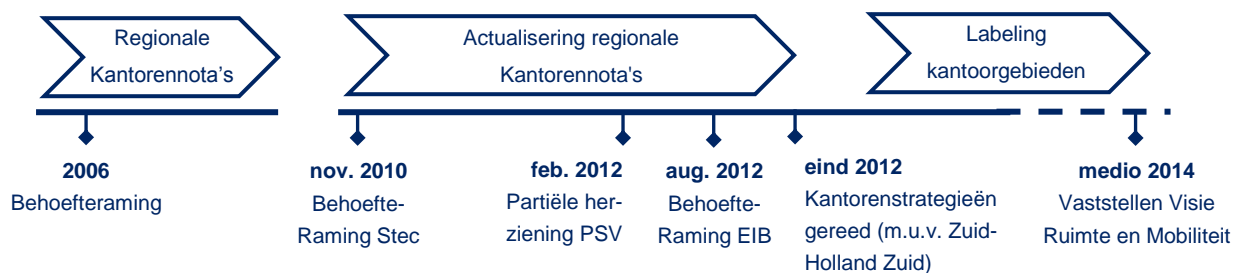 Regionale
Kantorennota's
Actualisering regionale
Kantorennota's
Labeling
kantoorgebieden
2006
Behoefteraming
nov. 2010
Behoefte-
Raming Stec
feb. 2012
Partiële her-
ziening PSV
aug. 2012
Behoefte-
Raming EIB
eind 2012
Kantorenstrategieën
gereed (m.u.v. Zuid-
Holland Zuid)
medio 2014
Vaststellen Visie
Ruimte en Mobiliteit